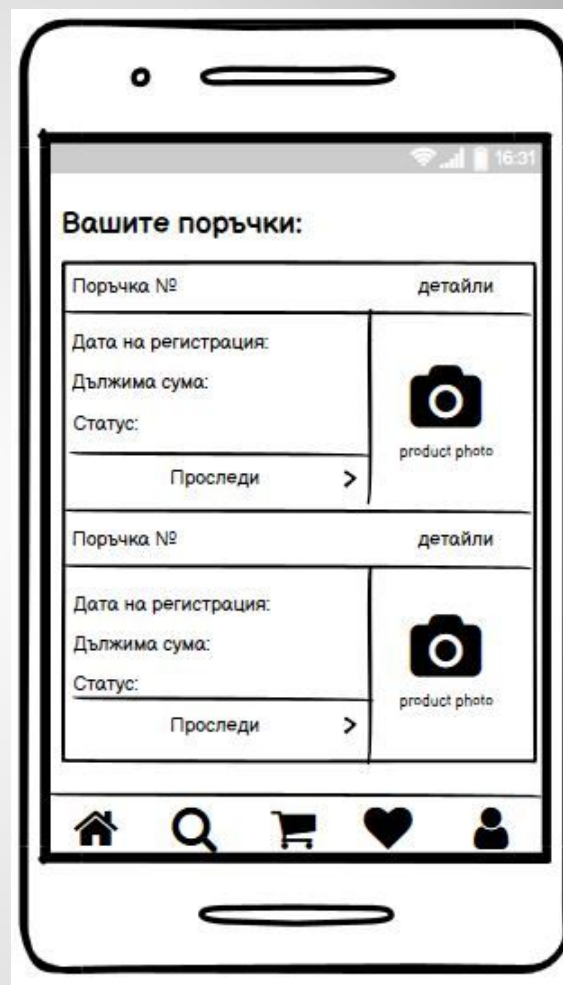 16:31
Вашите поръчки:
Поръчка № детайли
Дата на регистрация:
Дължима сума:
Статус:
product photo
Проследи >
Поръчка № детайли
Дата на регистрация:
Дължима сума:
Статус:
product photo
Проследи >